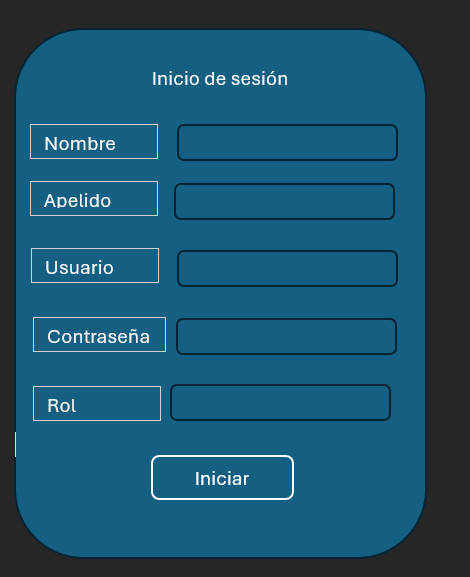 Inicio de sesión
Nombre
Apelido
Usuario
Contraseña
Rol
Iniciar